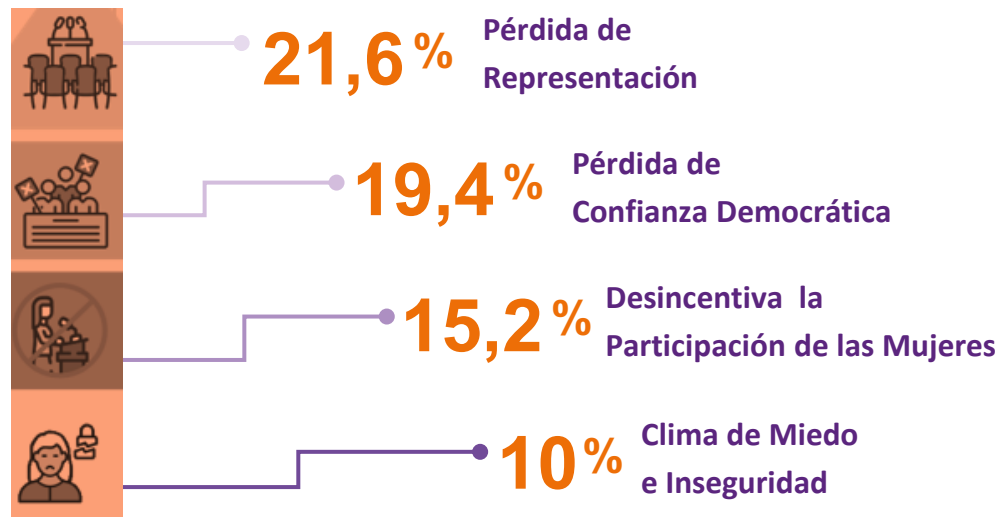 21,6%
Pérdida de
Representación
19,4%
Pérdida de
Confianza Democrática
15,2%
Desincentiva la
Participación de las Mujeres
10%
Clima de Miedo
e Inseguridad